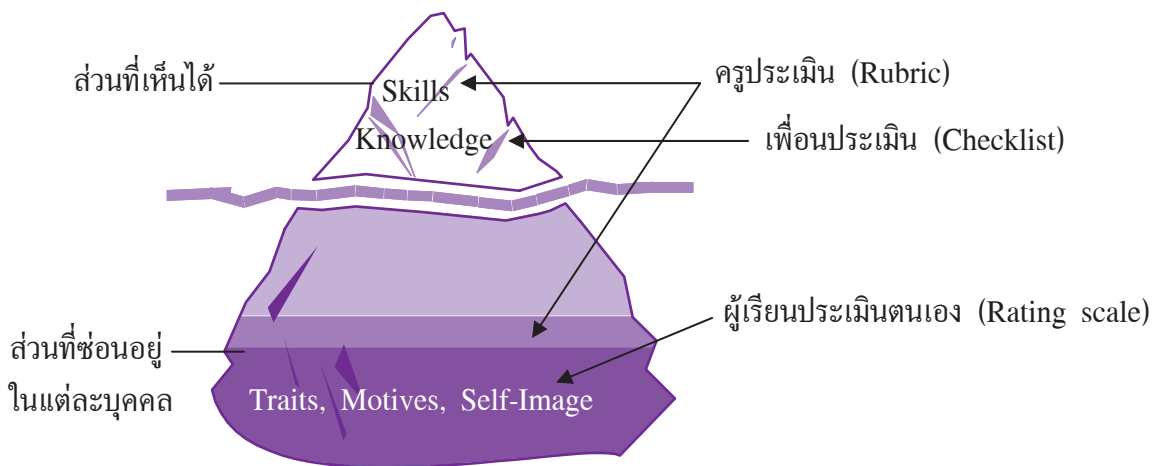 ส่วนที่เห็นได้
Skills
Knowledge
ครูประเมิน (Rubric)
เพื่อนประเมิน (Checklist)
ผู้เรียนประเมินตนเอง (Rating scale)
ส่วนที่ซ่อนอยู่
ในแต่ละบุคคล
Traits, Motives, Self-Image